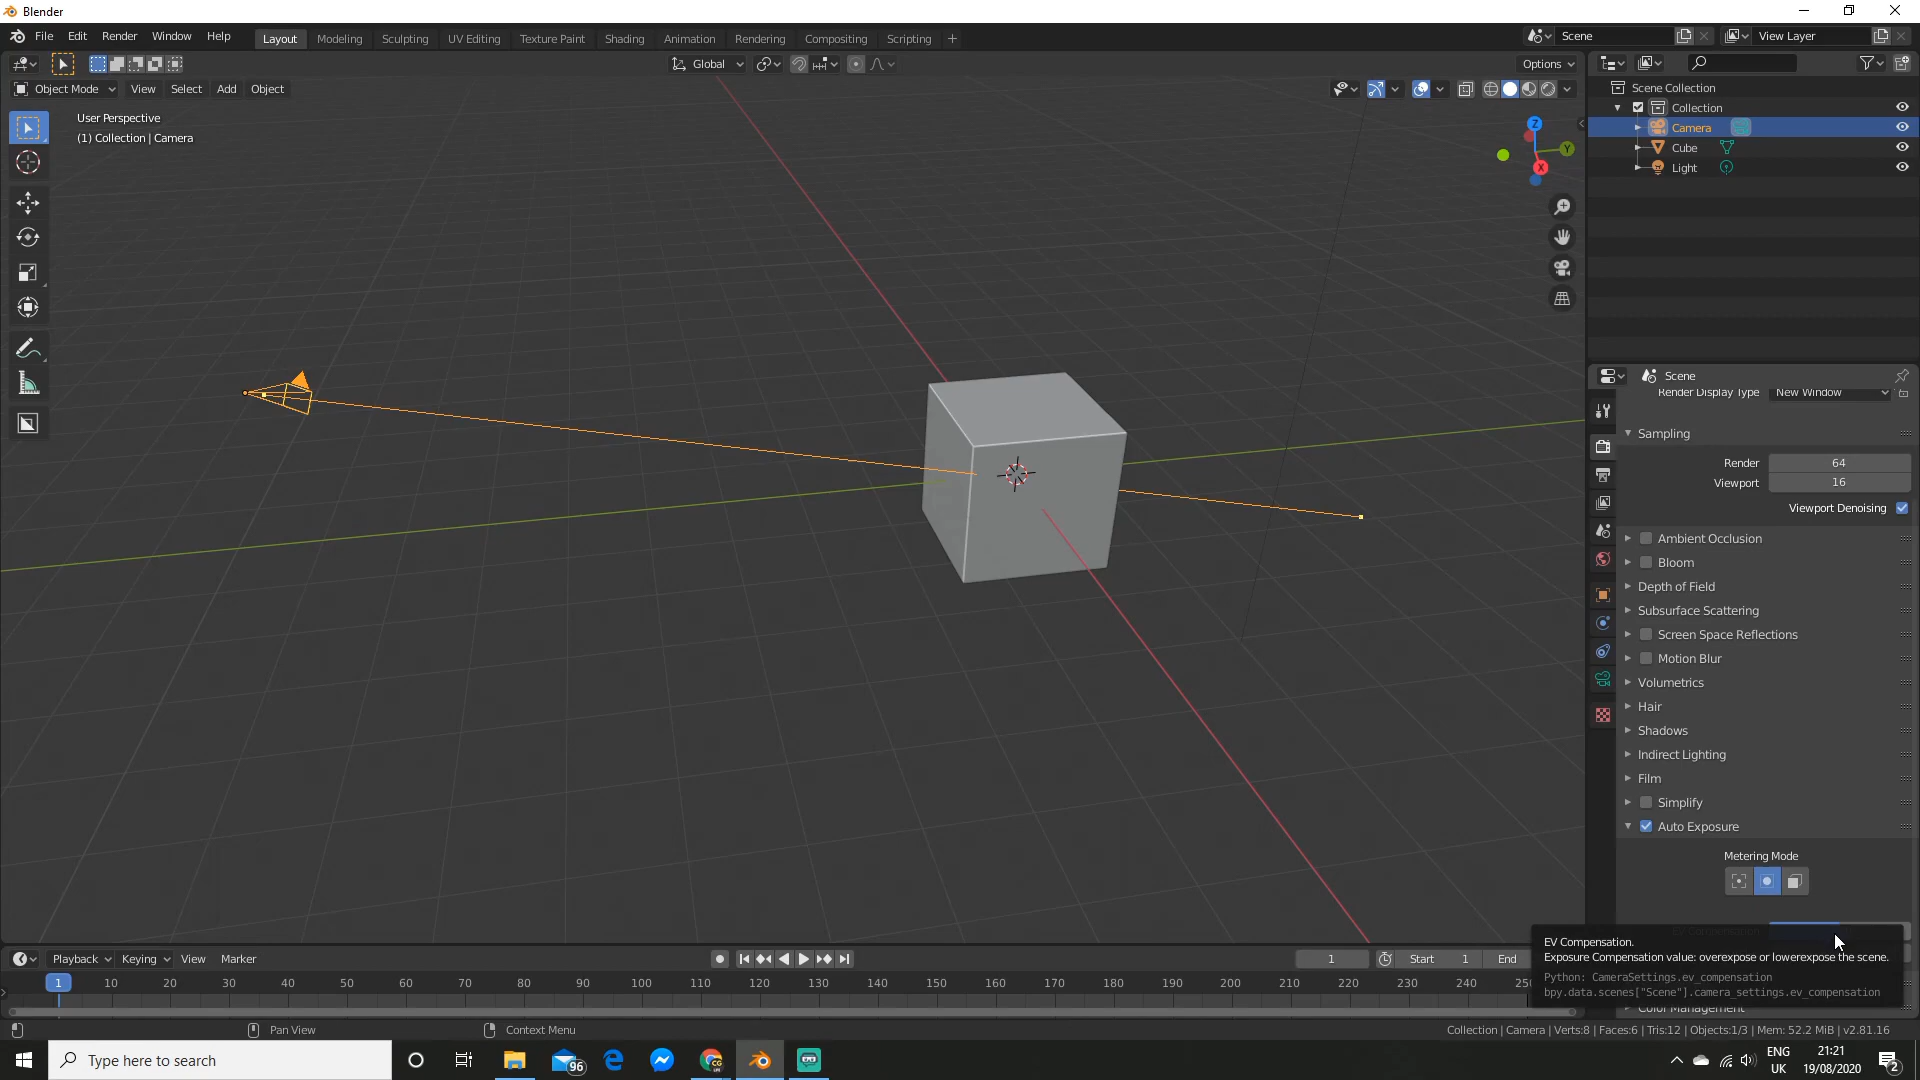 Blender
File Edit Render Window Help
Layout Modeling Sculpting UV Editing Texture Paint Shading Animation Rendering Compositing Scripting +
Scene
View Layer
Global
Options
Object Mode View Select Add Object
User Perspective
(1) Collection | Camera
Z
Y
X
Scene Collection
Collection
Camera
Cube
Light
Scene
Render Display Type New Window
Sampling
Render 64
Viewport 16
Viewport Denoising
Ambient Occlusion
Bloom
Depth of Field
Subsurface Scattering
Screen Space Reflections
Motion Blur
Volumetrics
Hair
Shadows
Indirect Lighting
Film
Simplify
Auto Exposure
Metering Mode
EV Compensation
EV Compensation.
Exposure Compensation value: overexpose or lowerexpose the scene.
Python: CameraSettings.ev_compensation
bpy.data.scenes["Scene"].camera_settings.ev_compensation
Color Management
Playback Keying View Marker
1 Start 1 End
1 10 20 30 40 50 60 70 80 90 100 110 120 130 140 150 160 170 180 190 200 210 220 230 240
Pan View Context Menu
Collection | Camera | Verts:8 | Faces:6 | Tris:12 | Objects:1/3 | Mem: 52.2 MiB | v2.81.16
Type here to search
96
ENG
UK
21:21
19/08/2020
2